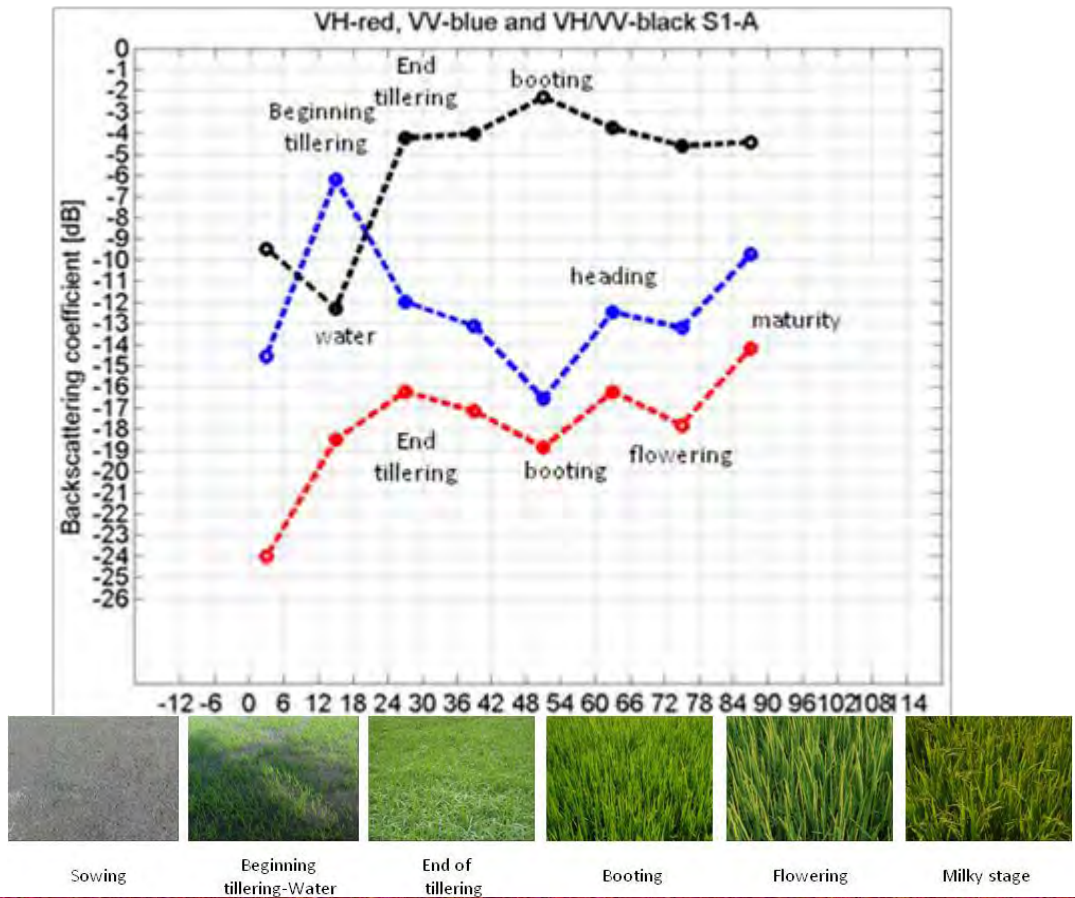 VH-red, VV-blue and VH/VV-black S1-A
Backscattering coefficient [dB]
0
-1
-2
-3
-4
-5
-6
-7
-8
-9
-10
-11
-12
-13
-14
-15
-16
-17
-18
-19
-20
-21
-22
-23
-24
-25
-26
End
tillering
booting
Beginning
tillering
water
heading
maturity
End
tillering
booting
flowering
-12 -6 0 6 12 18 24 30 36 42 48 54 60 66 72 78 84 90 96 102 108 14
Sowing
Beginning
tillering-Water
End of
tillering
Booting
Flowering
Milky stage